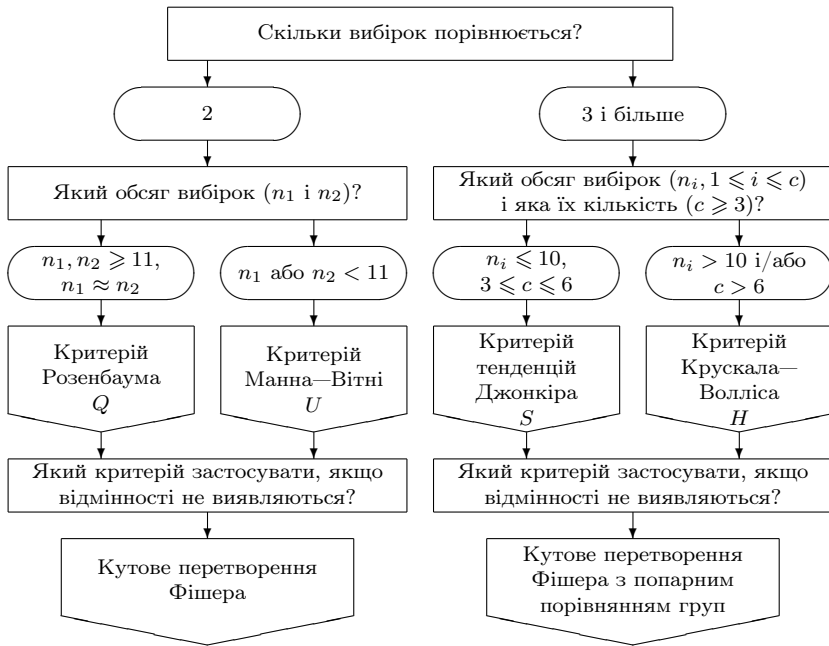 Скільки вибірок порівнюється?
2
3 і більше
Який обсяг вибірок (n₁ і n₂)?
Який обсяг вибірок (nᵢ, 1 ⩽ i ⩽ c)
і яка їх кількість (c ⩾ 3)?
n₁, n₂ ⩾ 11,
n₁ ≈ n₂
n₁ або n₂ < 11
nᵢ ⩽ 10,
3 ⩽ c ⩽ 6
nᵢ > 10 і/або
c > 6
Критерій
Розенбаума
Q
Критерій
Манна—Вітні
U
Критерій
тенденцій
Джонкіра
S
Критерій
Крускала—
Волліса
H
Який критерій застосувати, якщо
відмінності не виявляються?
Який критерій застосувати, якщо
відмінності не виявляються?
Кутове перетворення
Фішера
Кутове перетворення
Фішера з попарним
порівнянням груп